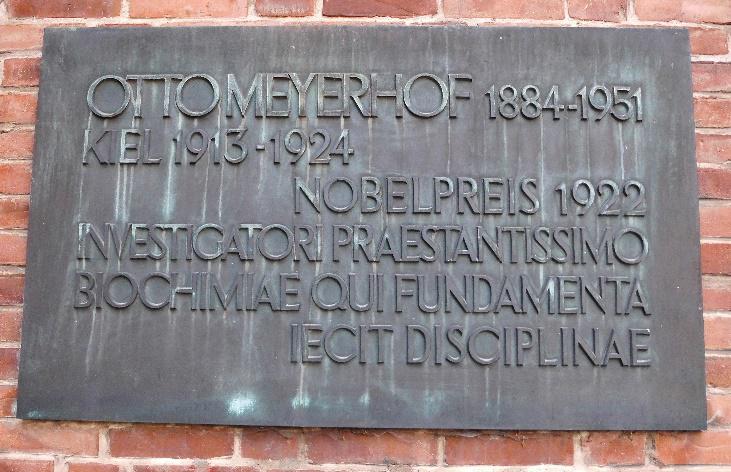 OTTO MEYERHOF 1884-1951
KIEL 1913-1924
NOBELPREIS 1922
INVESTIGATORI PRAESTANTISSIMO
BIOCHIMIAE QUI FUNDAMENTA
IECIT DISCIPLINAE